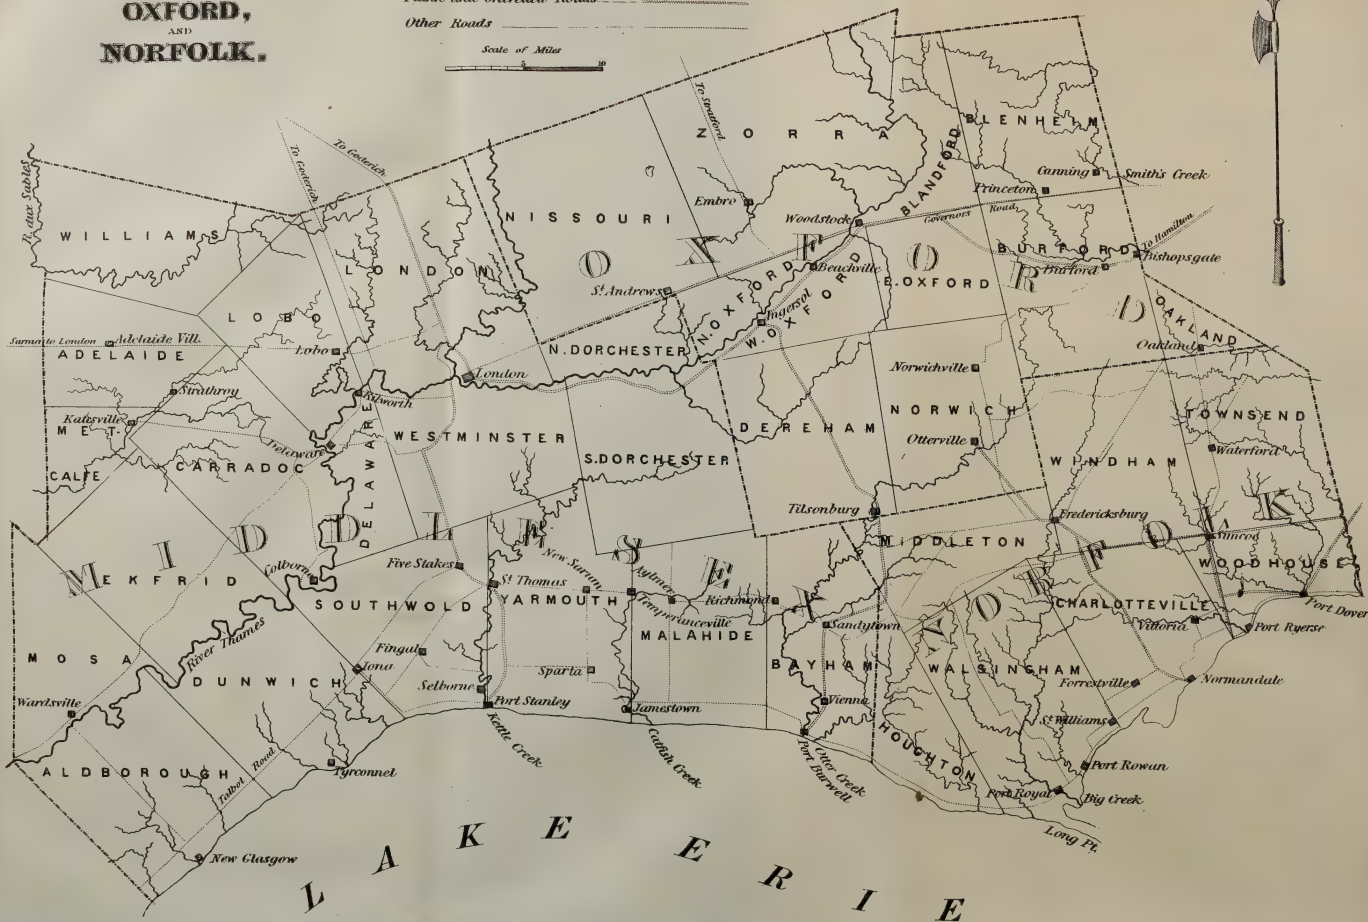 OXFORD,
AND
NORFOLK.
Other Roads
Scale of Miles
5
10
To Stratford
To Goderich
To Goderich
R. aux Sables
ZORRA
BLENHEIM
BLANDFORD
Canning
Smith's Creek
Princeton
Embro
Woodstock
Governors Road
NISSOURI
WILLIAMS
To Hamilton
BURFORD
Bishopsgate
Burford
OXFORD
LONDON
Beachville
E. OXFORD
St. Andrews
N. OXFORD
W. OXFORD
Ingersol
OAKLAND
Oakland
LOBO
Lobo
Adelaide Vill.
ADELAIDE
N. DORCHESTER
London
Norwichville
Strathroy
Kilworth
NORWICH
TOWNSEND
Katesville
MET-
CALFE
WESTMINSTER
DEREHAM
Otterville
Delaware
DELAWARE
CARRADOC
S. DORCHESTER
WINDHAM
Waterford
Tilsonburg
Fredericksburg
MIDDLETON
MIDDLESEX
NORFOLK
WOODHOUSE
New Sarum
Aylmer
Five Stakes
St. Thomas
Colborne
EKFRID
SOUTHWOLD
YARMOUTH
Temperanceville
Richmond
CHARLOTTEVILLE
Port Dover
Sandytown
Vittoria
Port Ryerse
MALAHIDE
River Thames
MOSA
Fingal
Iona
Sparta
BAYHAM
WALSINGHAM
DUNWICH
Selborne
Forrestville
Normandale
Wardsville
Port Stanley
Jamestown
Vienna
St. Williams
Kettle Creek
Catfish Creek
Otter Creek
Port Burwell
HOUGHTON
Talbot Road
ALDBOROUGH
Tyrconnel
Port Rowan
Port Royal
Big Creek
Long Pt.
New Glasgow
LAKE ERIE